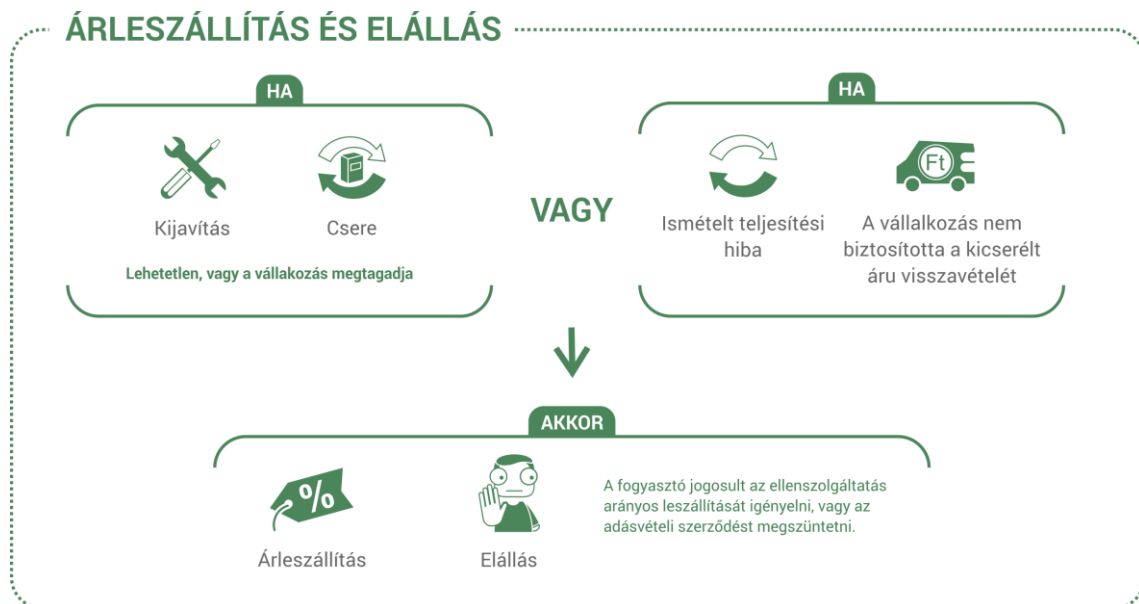 ÁRLESZÁLLÍTÁS ÉS ELÁLLÁS
HA
Kijavítás
Csere
Lehetetlen, vagy a vállakozás megtagadja
VAGY
HA
Ft
Ismételt teljesítési
hiba
A vállalkozás nem
biztosította a kicserélt
áru visszavételét
AKKOR
%
Árleszállítás
Elállás
A fogyasztó jogosult az ellenszolgáltatás
arányos leszállítását igényelni, vagy az
adásvételi szerződést megszüntetni.